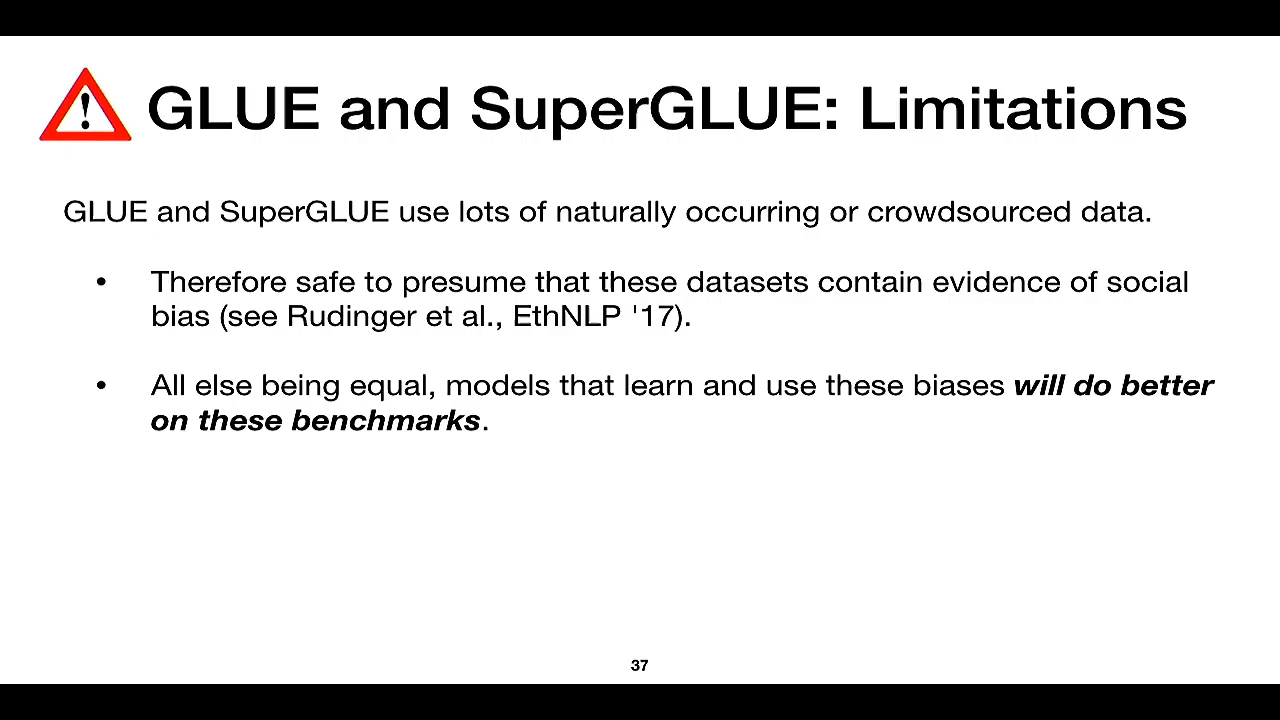 GLUE and SuperGLUE: Limitations
GLUE and SuperGLUE use lots of naturally occurring or crowdsourced data.
• Therefore safe to presume that these datasets contain evidence of social
bias (see Rudinger et al., EthNLP '17).
• All else being equal, models that learn and use these biases will do better
on these benchmarks.
37